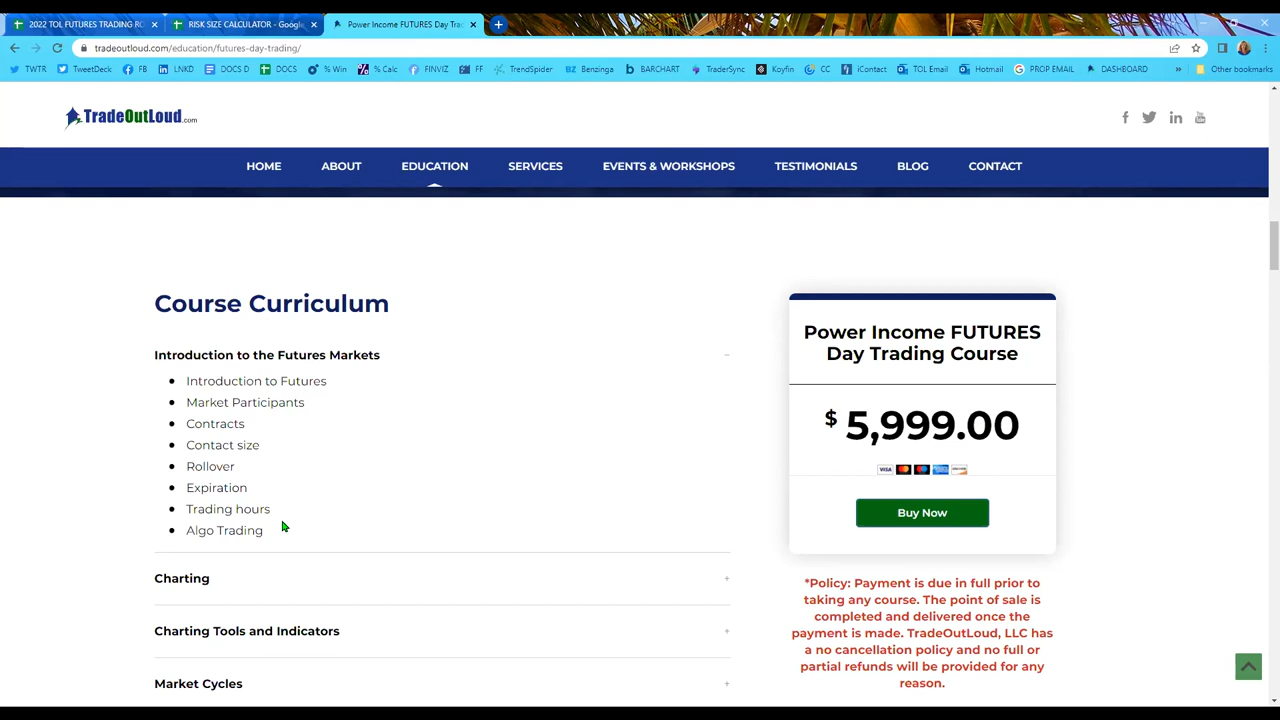 2022 TOL FUTURES TRADING RO
RISK SIZE CALCULATOR - Google
Power Income FUTURES Day Trad
tradeoutloud.com/education/futures-day-trading/
TWTR TweetDeck FB LNKD DOCS D DOCS % Win % Calc FINVIZ FF TrendSpider Benzinga BARCHART TraderSync Koyfin CC iContact TOL Email Hotmail PROP EMAIL DASHBOARD » Other bookmarks
TradeOutLoud.com
HOME ABOUT EDUCATION SERVICES EVENTS & WORKSHOPS TESTIMONIALS BLOG CONTACT
Course Curriculum
Introduction to the Futures Markets
Introduction to Futures
Market Participants
Contracts
Contact size
Rollover
Expiration
Trading hours
Algo Trading
Charting
Charting Tools and Indicators
Market Cycles
Power Income FUTURES
Day Trading Course
$ 5,999.00
VISA
Buy Now
*Policy: Payment is due in full prior to
taking any course. The point of sale is
completed and delivered once the
payment is made. TradeOutLoud, LLC has
a no cancellation policy and no full or
partial refunds will be provided for any
reason.